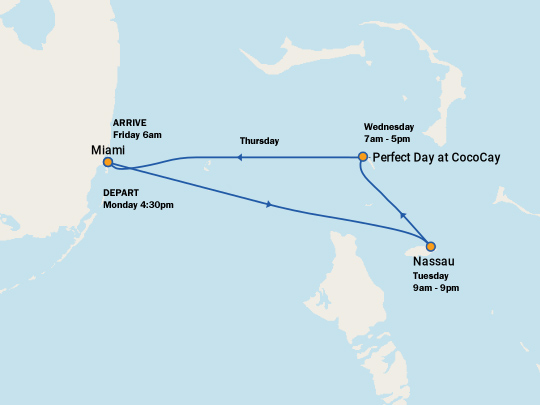 ARRIVE
Friday 6am
Miami
DEPART
Monday 4:30pm
Thursday
Wednesday
7am - 5pm
Perfect Day at CocoCay
Nassau
Tuesday
9am - 9pm